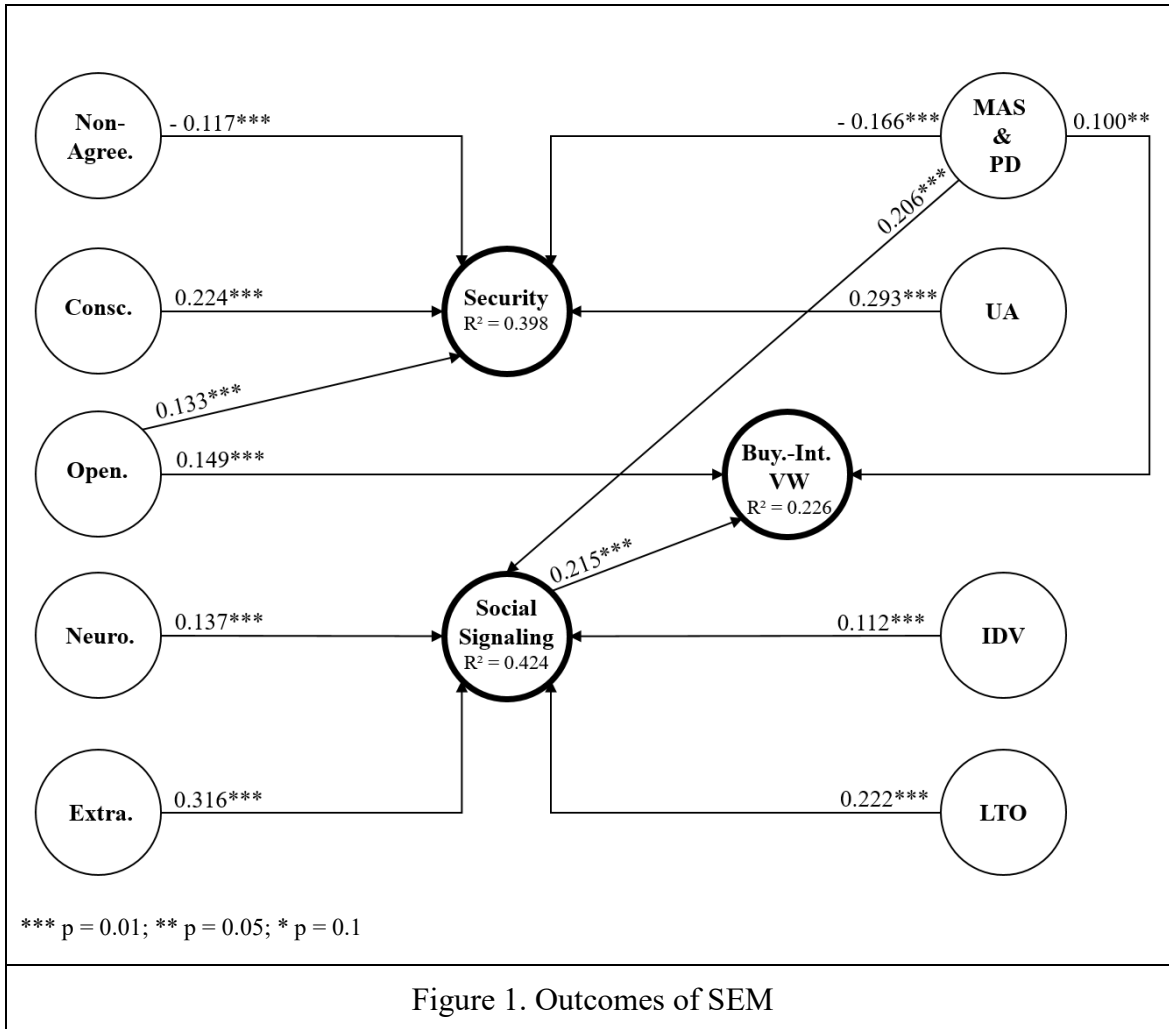 Non-
Agree.
- 0.117***
- 0.166***
MAS
&
PD
0.100**
0.206***
Consc.
0.224***
Security
R² = 0.398
0.293***
UA
0.133***
Open.
0.149***
Buy.-Int.
VW
R² = 0.226
0.215***
Neuro.
0.137***
Social
Signaling
R² = 0.424
0.112***
IDV
Extra.
0.316***
0.222***
LTO
*** p = 0.01; ** p = 0.05; * p = 0.1
Figure 1. Outcomes of SEM